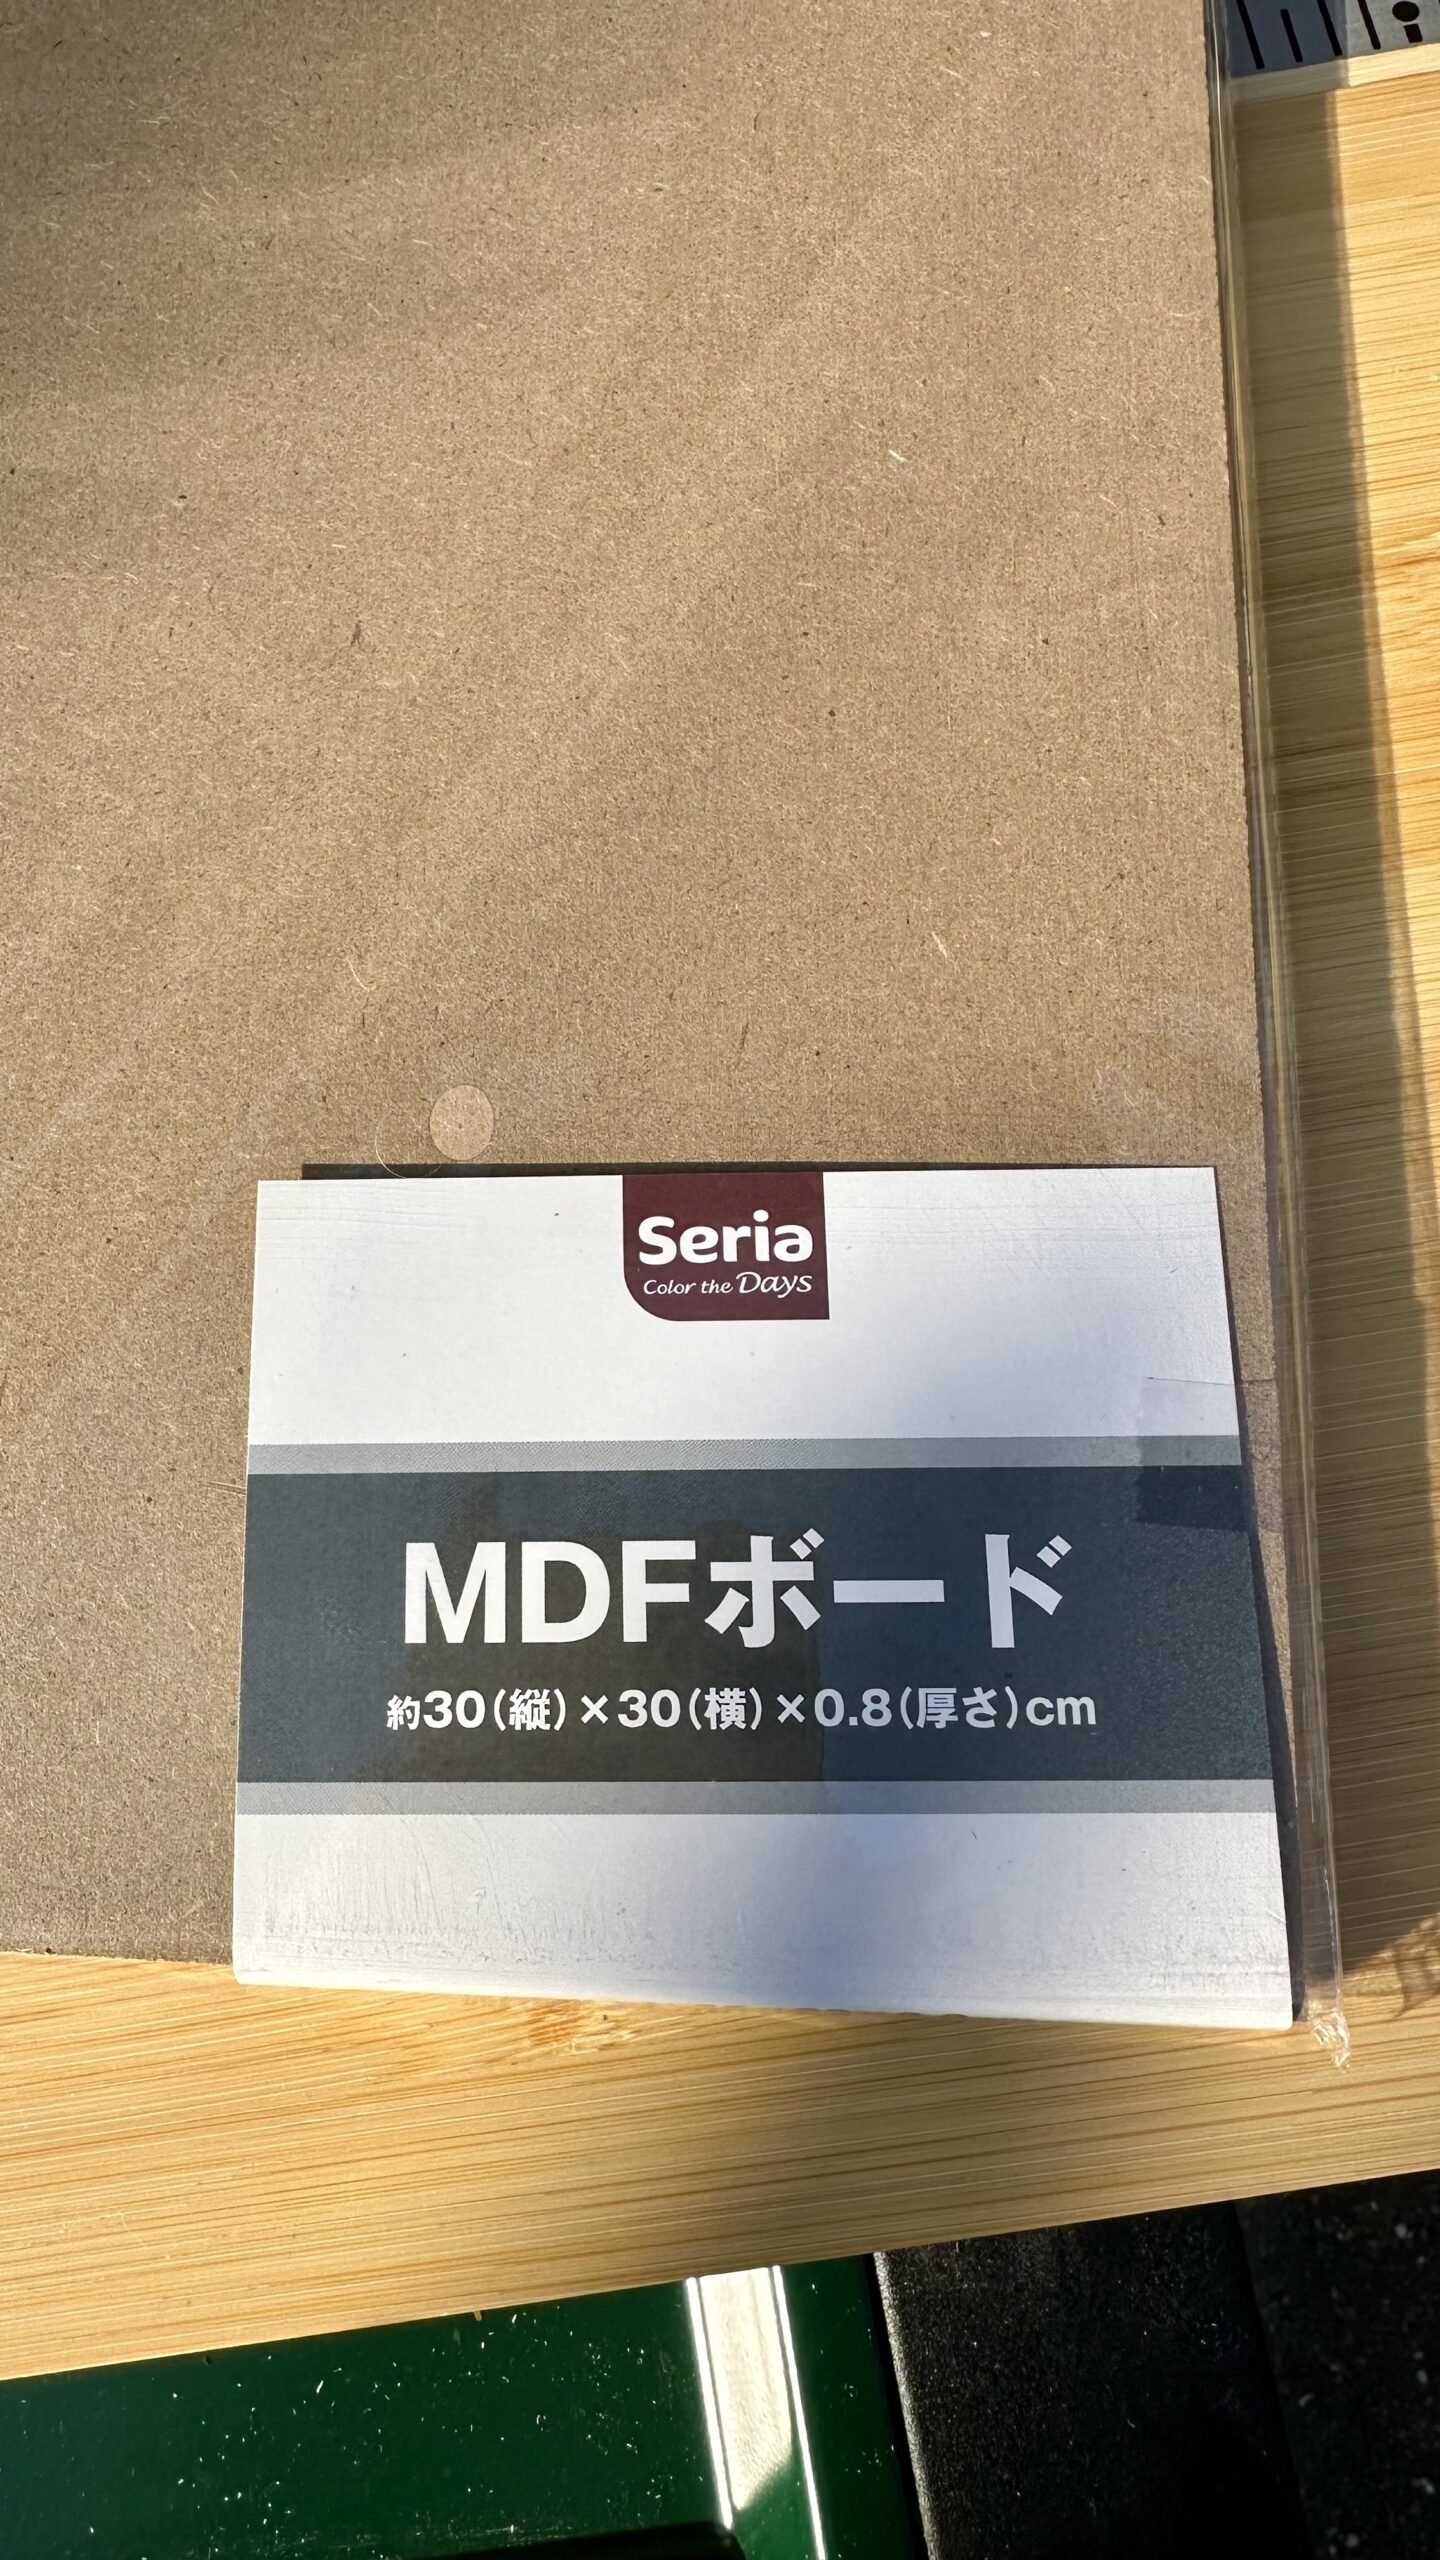 Seria
Color the Days
MDFボード
約30(縦)×30(横)×0.8(厚さ)cm